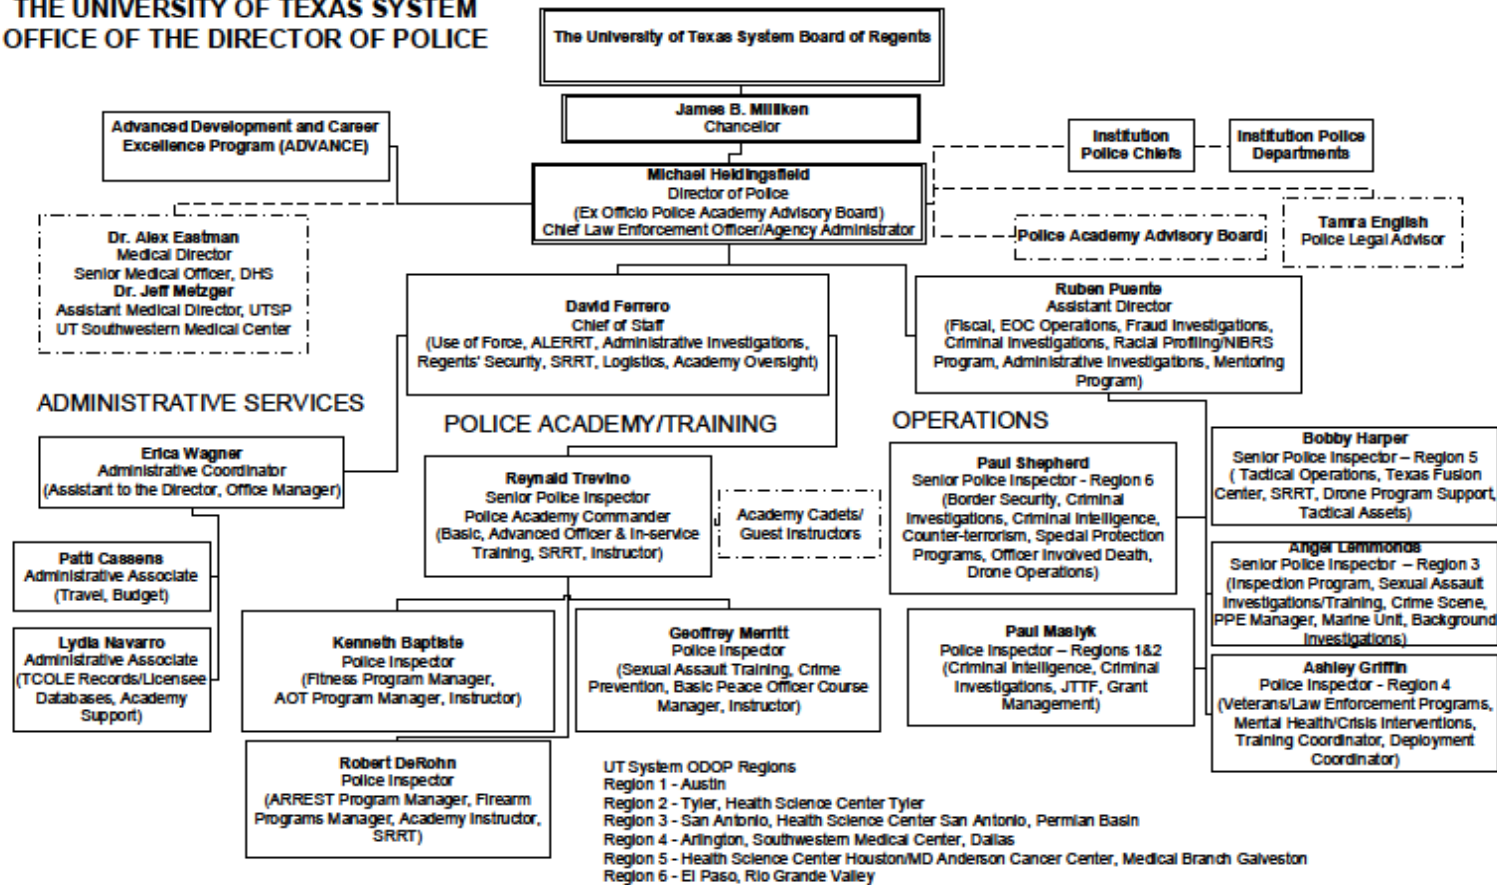 THE UNIVERSITY OF TEXAS SYSTEM
OFFICE OF THE DIRECTOR OF POLICE
The University of Texas System Board of Regents
James B. Milliken
Chancellor
Advanced Development and Career
Excellence Program (ADVANCE)
Institution
Police Chiefs
Institution Police
Departments
Michael Heidingsfield
Director of Police
(Ex Officio Police Academy Advisory Board)
Chief Law Enforcement Officer/Agency Administrator
Dr. Alex Eastman
Medical Director
Senior Medical Officer, DHS
Dr. Jeff Metzger
Assistant Medical Director, UTSP
UT Southwestern Medical Center
Police Academy Advisory Board
Tamra English
Police Legal Advisor
David Ferrero
Chief of Staff
(Use of Force, ALERRT, Administrative Investigations,
Regents' Security, SRRT, Logistics, Academy Oversight)
Ruben Puente
Assistant Director
(Fiscal, EOC Operations, Fraud Investigations,
Criminal Investigations, Racial Profiling/NIBRS
Program, Administrative Investigations, Mentoring
Program)
ADMINISTRATIVE SERVICES
POLICE ACADEMY/TRAINING
OPERATIONS
Erica Wagner
Administrative Coordinator
(Assistant to the Director, Office Manager)
Patti Cassens
Administrative Associate
(Travel, Budget)
Lydia Navarro
Administrative Associate
(TCOLE Records/Licensee
Databases, Academy
Support)
Reynald Trevino
Senior Police Inspector
Police Academy Commander
(Basic, Advanced Officer & In-service
Training, SRRT, Instructor)
Academy Cadets/
Guest Instructors
Kenneth Baptiste
Police Inspector
(Fitness Program Manager,
AOT Program Manager, Instructor)
Geoffrey Merritt
Police Inspector
(Sexual Assault Training, Crime
Prevention, Basic Peace Officer Course
Manager, Instructor)
Robert DeRohn
Police Inspector
(ARREST Program Manager, Firearm
Programs Manager, Academy Instructor,
SRRT)
Paul Shepherd
Senior Police Inspector - Region 6
(Border Security, Criminal
Investigations, Criminal Intelligence,
Counter-terrorism, Special Protection
Programs, Officer Involved Death,
Drone Operations)
Paul Maslyk
Police Inspector – Regions 1&2
(Criminal Intelligence, Criminal
Investigations, JTTF, Grant
Management)
Bobby Harper
Senior Police Inspector – Region 5
( Tactical Operations, Texas Fusion
Center, SRRT, Drone Program Support,
Tactical Assets)
Angel Lemmonds
Senior Police Inspector – Region 3
(Inspection Program, Sexual Assault
Investigations/Training, Crime Scene,
PPE Manager, Marine Unit, Background
Investigations)
Ashley Griffin
Police Inspector - Region 4
(Veterans/Law Enforcement Programs,
Mental Health/Crisis Interventions,
Training Coordinator, Deployment
Coordinator)
UT System ODOP Regions
Region 1 - Austin
Region 2 - Tyler, Health Science Center Tyler
Region 3 - San Antonio, Health Science Center San Antonio, Permian Basin
Region 4 - Arlington, Southwestern Medical Center, Dallas
Region 5 - Health Science Center Houston/MD Anderson Cancer Center, Medical Branch Galveston
Region 6 - El Paso, Rio Grande Valley